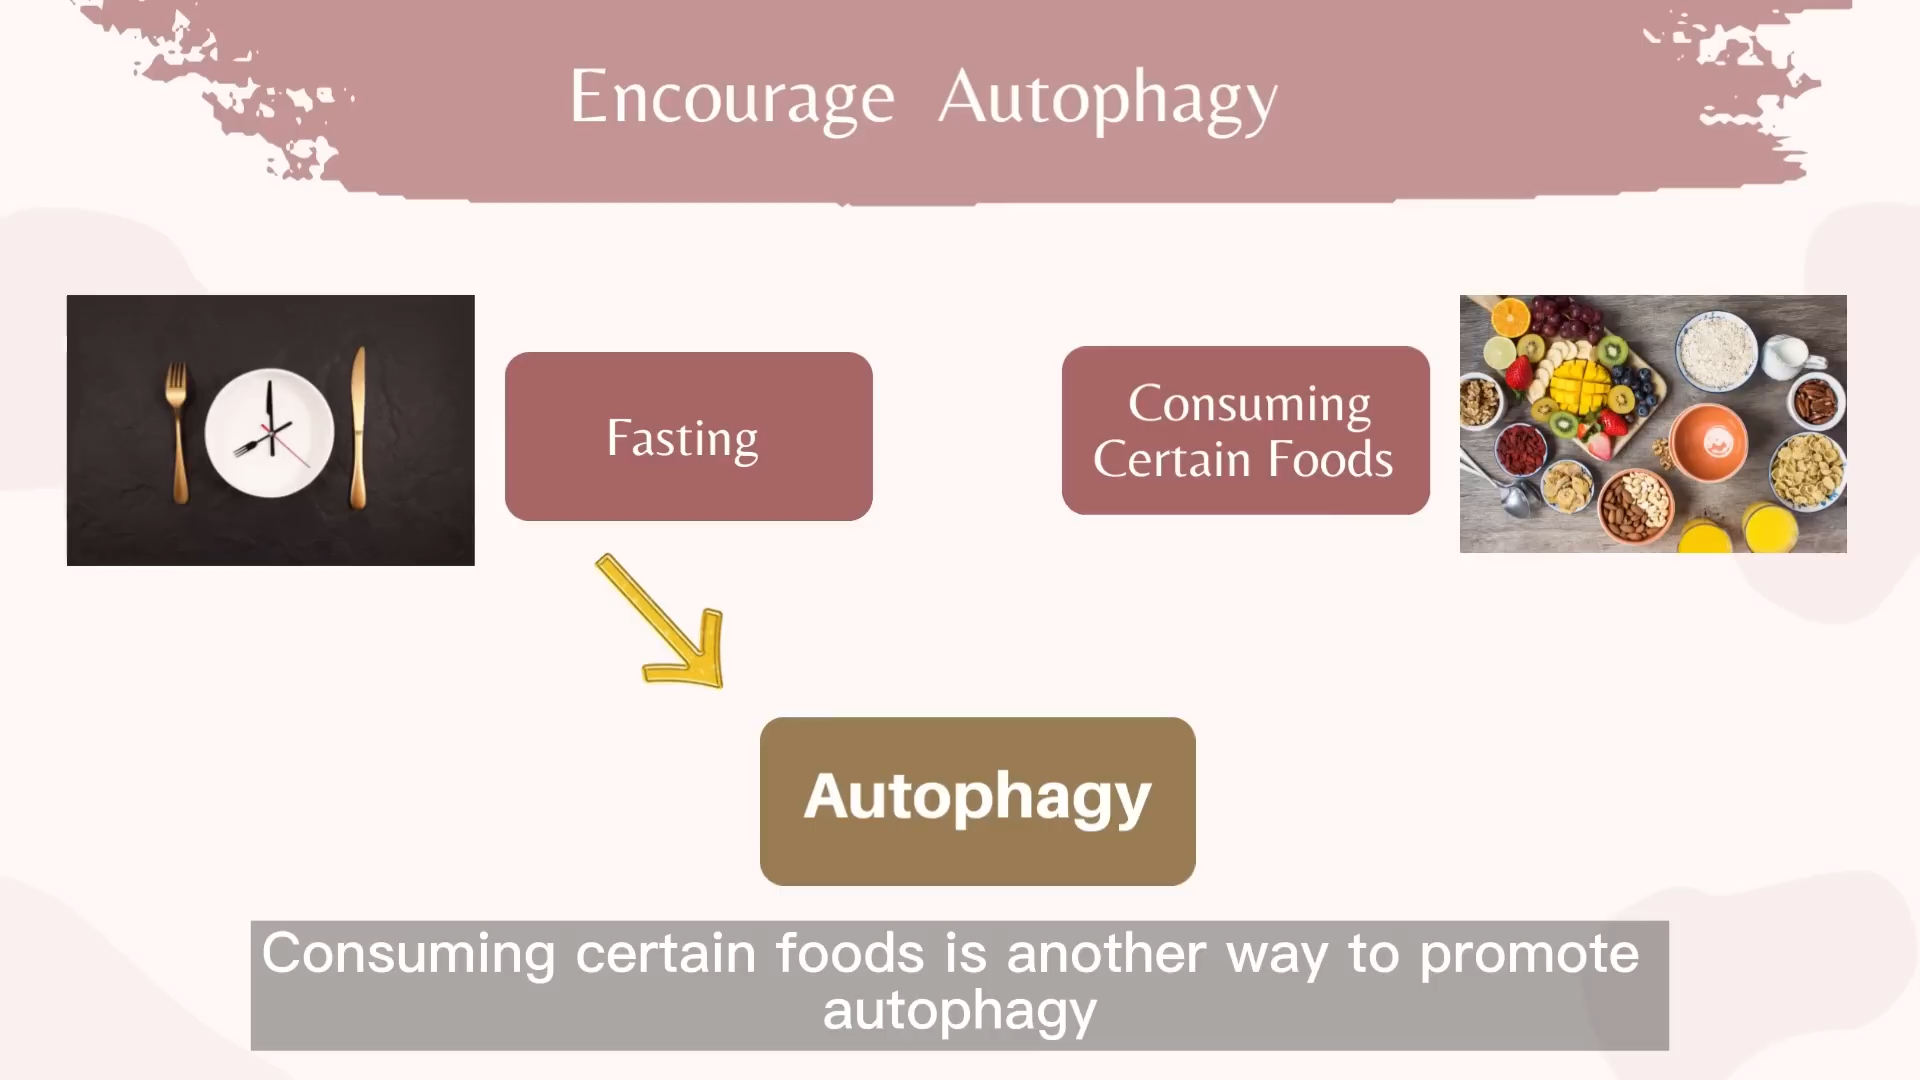 Encourage Autophagy
Fasting
Consuming
Certain Foods
Autophagy
Consuming certain foods is another way to promote
autophagy